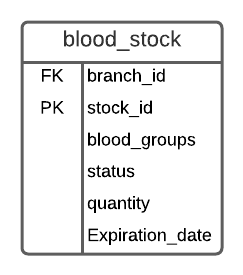 blood_stock
FK branch_id
PK stock_id
blood_groups
status
quantity
Expiration_date